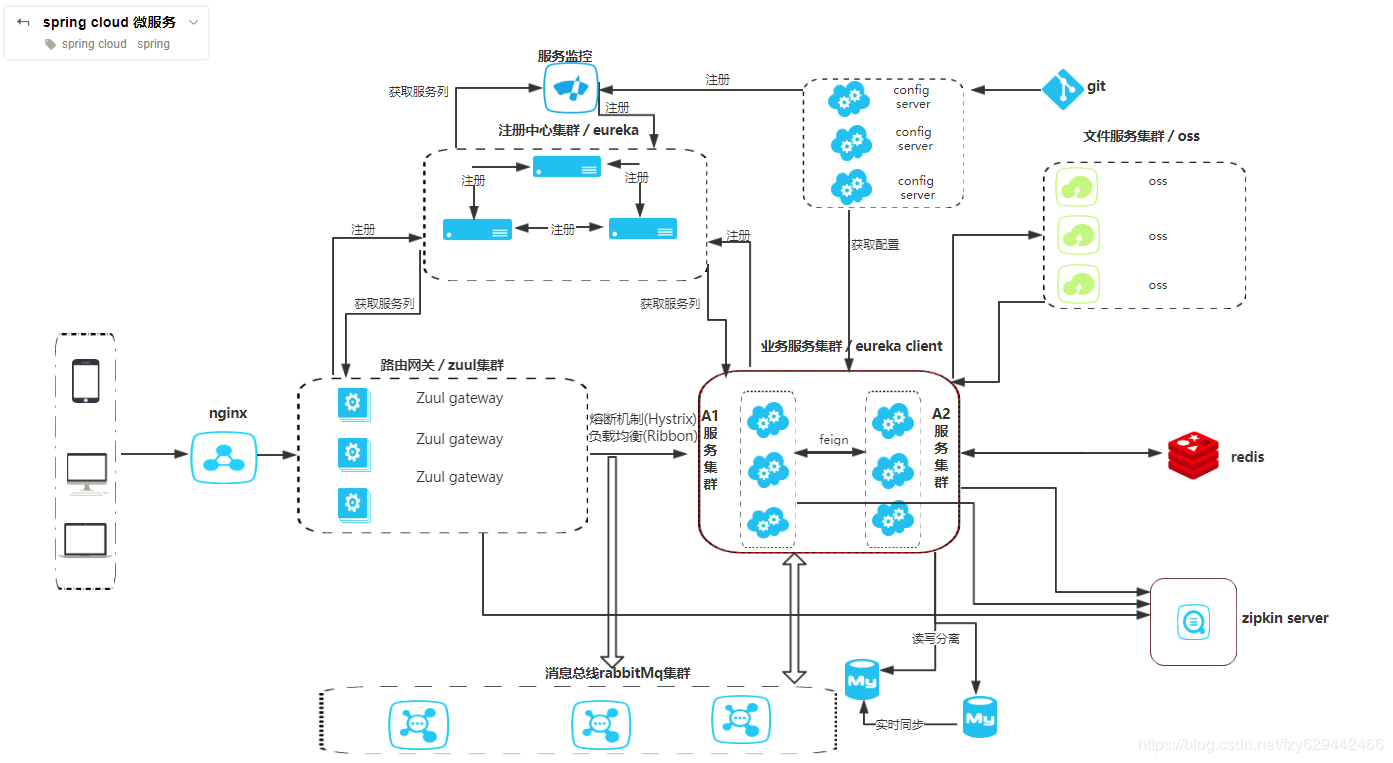 spring cloud 微服务
spring cloud spring
服务监控
获取服务列
注册
注册
config
server
config
server
config
server
git
注册中心集群 / eureka
文件服务集群 / oss
oss
oss
oss
注册
注册
注册
注册
注册
获取配置
获取服务列
获取服务列
业务服务集群 / eureka client
路由网关 / zuul集群
Zuul gateway
Zuul gateway
Zuul gateway
nginx
熔断机制(Hystrix)
负载均衡(Ribbon)
A1
服
务
集
群
feign
A2
服
务
集
群
redis
zipkin server
读写分离
消息总线rabbitMq集群
My
My
实时同步
https://blog.csdn.net/fzy629442466